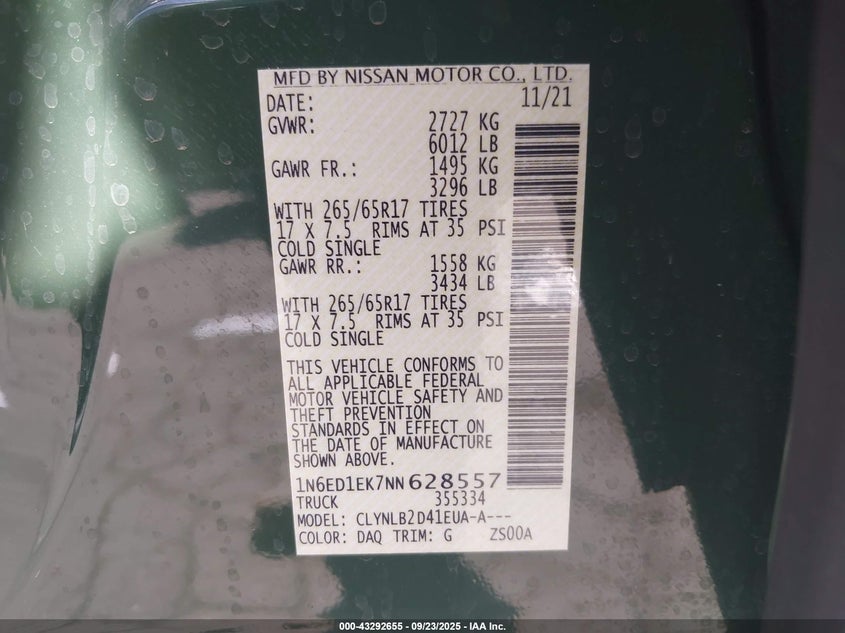 MFD BY NISSAN MOTOR CO., LTD.
DATE: 11/21
GVWR: 2727 KG
6012 LB
GAWR FR.: 1495 KG
3296 LB
WITH 265/65R17 TIRES
17 X 7.5 RIMS AT 35 PSI
COLD SINGLE
GAWR RR.: 1558 KG
3434 LB
WITH 265/65R17 TIRES
17 X 7.5 RIMS AT 35 PSI
COLD SINGLE
THIS VEHICLE CONFORMS TO
ALL APPLICABLE FEDERAL
MOTOR VEHICLE SAFETY AND
THEFT PREVENTION
STANDARDS IN EFFECT ON
THE DATE OF MANUFACTURE
SHOWN ABOVE.
1N6ED1EK7NN628557
TRUCK 355334
MODEL: CLYNLB2D41EUA-A---
COLOR: DAQ TRIM: G ZS00A
000-43292655 - 09/23/2025 - IAA Inc.